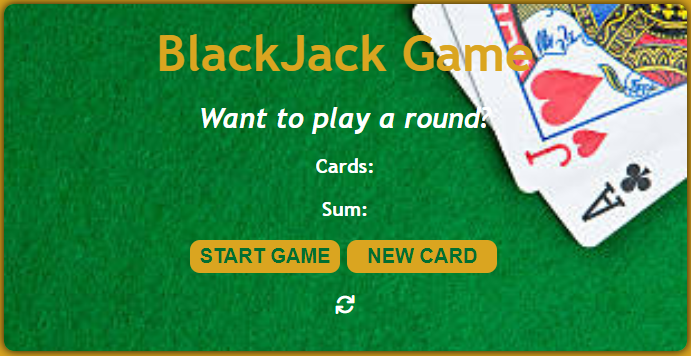 BlackJack Game
Want to play a round?
Cards:
Sum:
START GAME NEW CARD
J
A